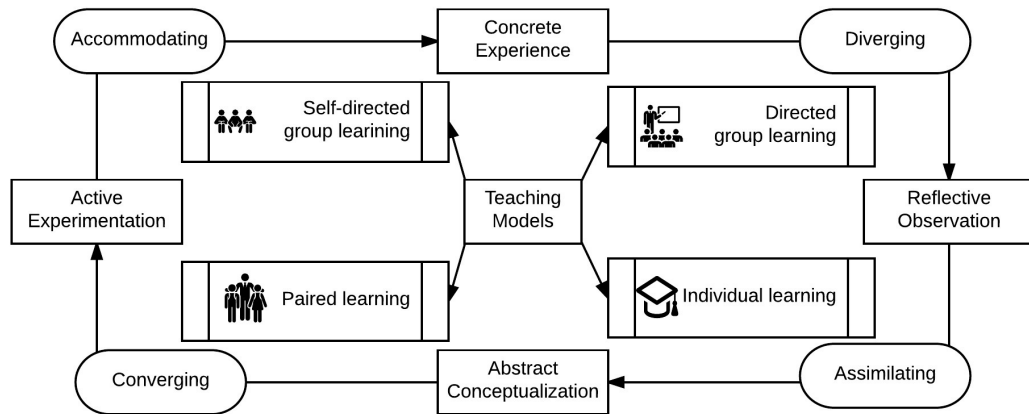 Accommodating
Concrete
Experience
Diverging
Self-directed
group learining
Directed
group learning
Active
Experimentation
Teaching
Models
Reflective
Observation
Paired learning
Individual learning
Converging
Abstract
Conceptualization
Assimilating